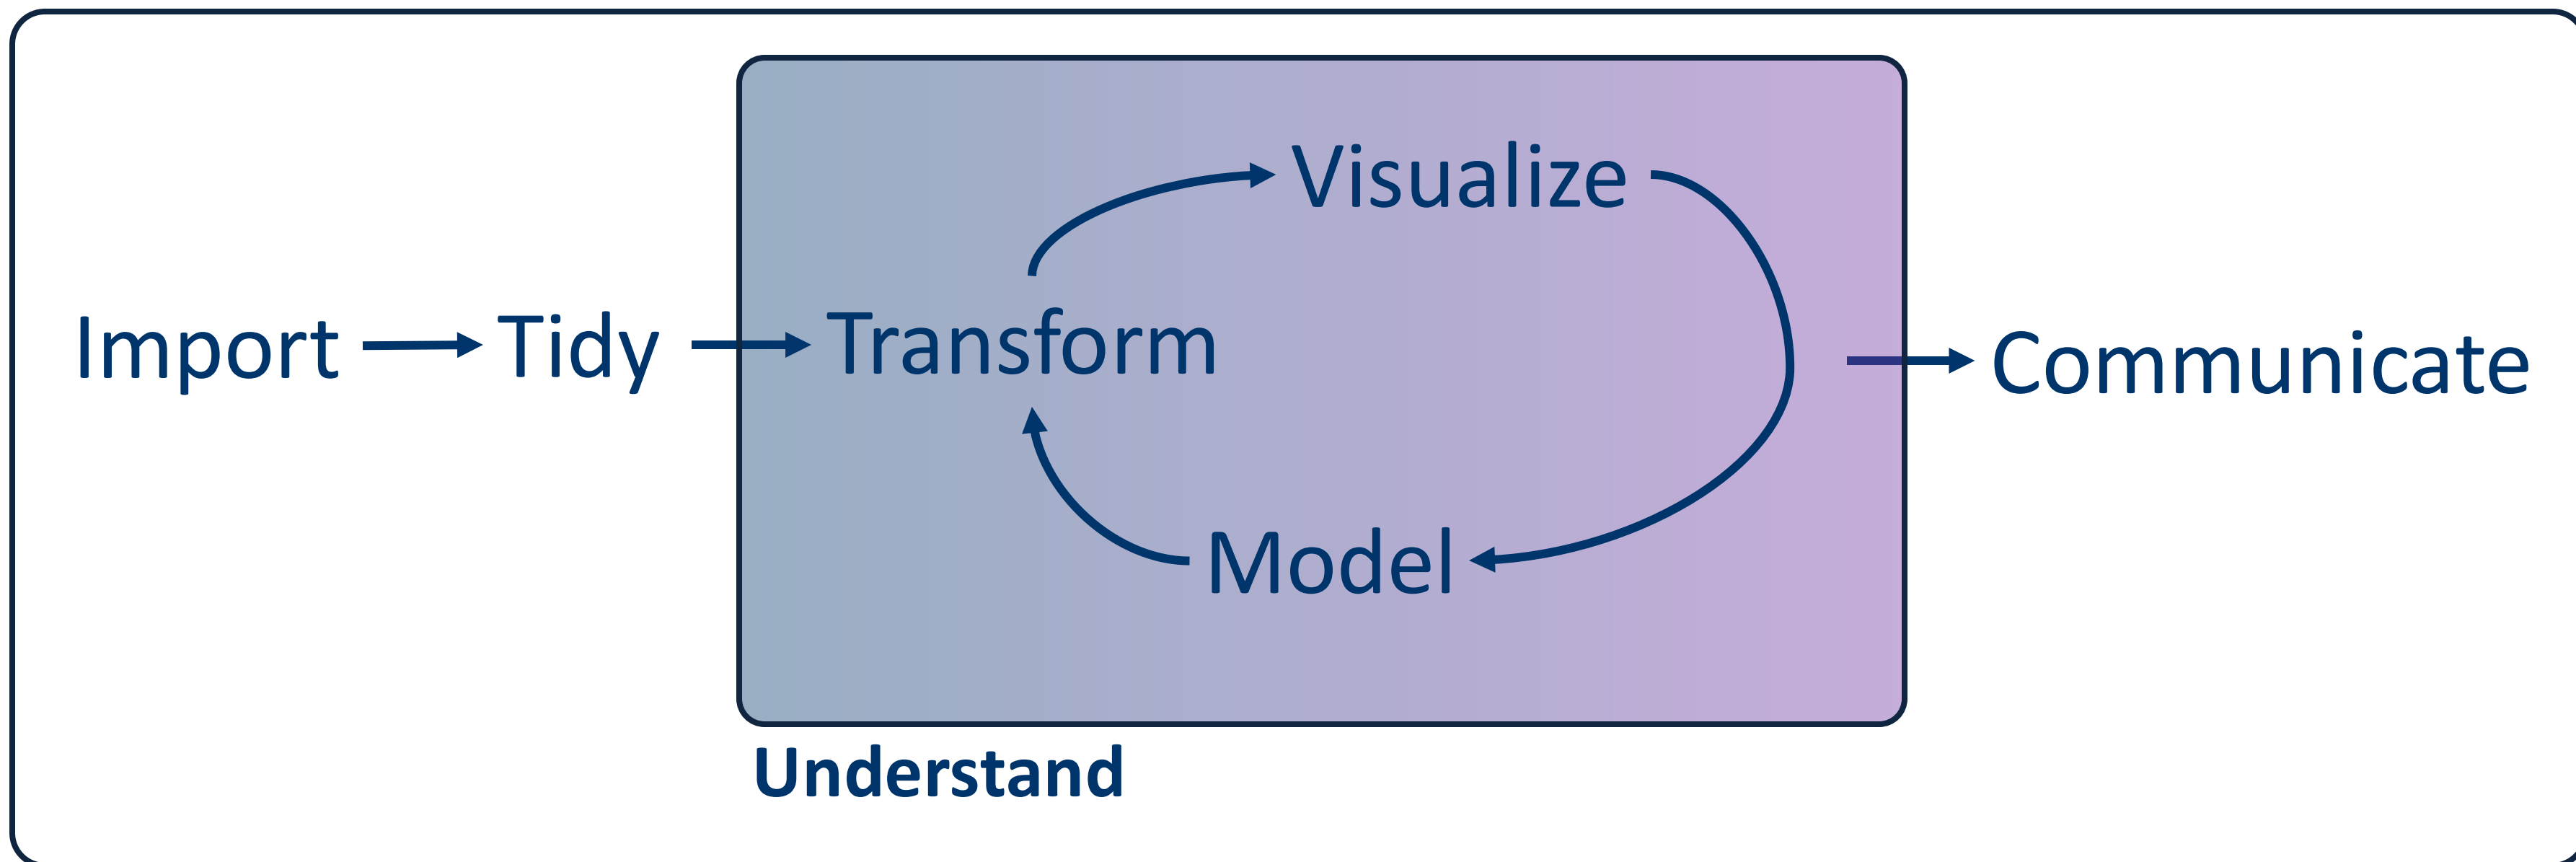 Import
Tidy
Transform
Visualize
Model
Communicate
Understand